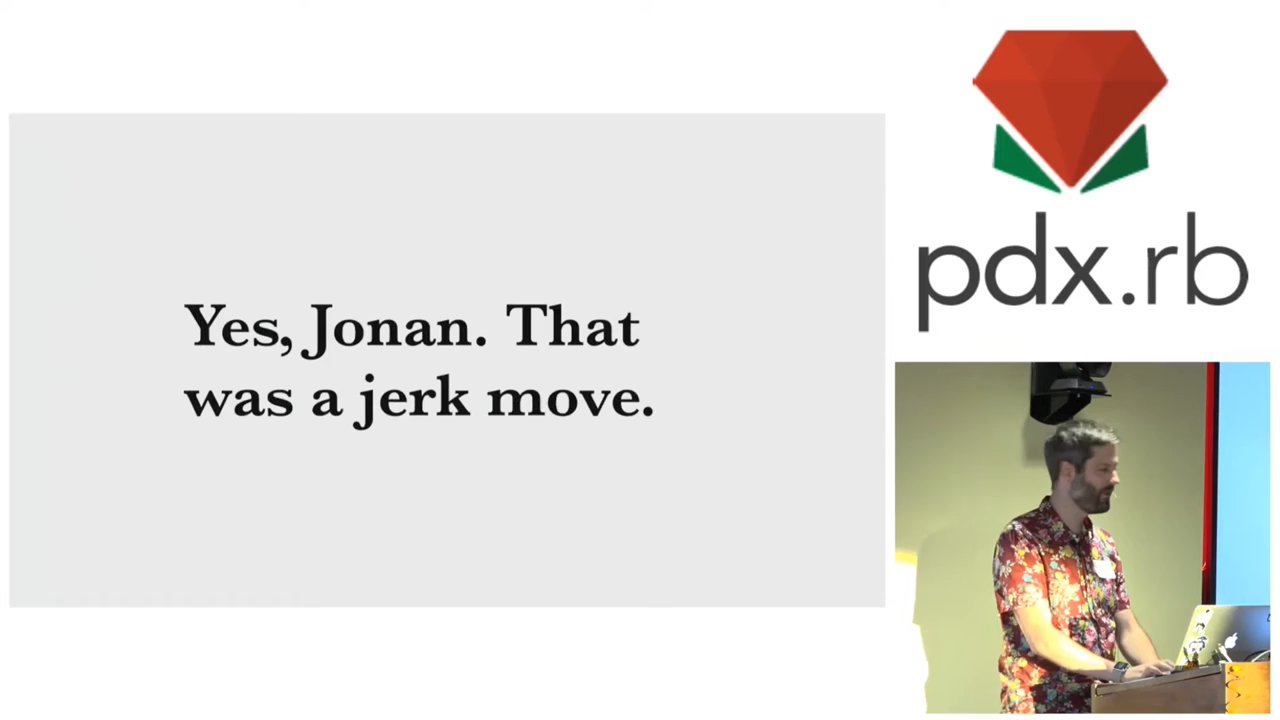 Yes, Jonan. That
was a jerk move.
pdx.rb